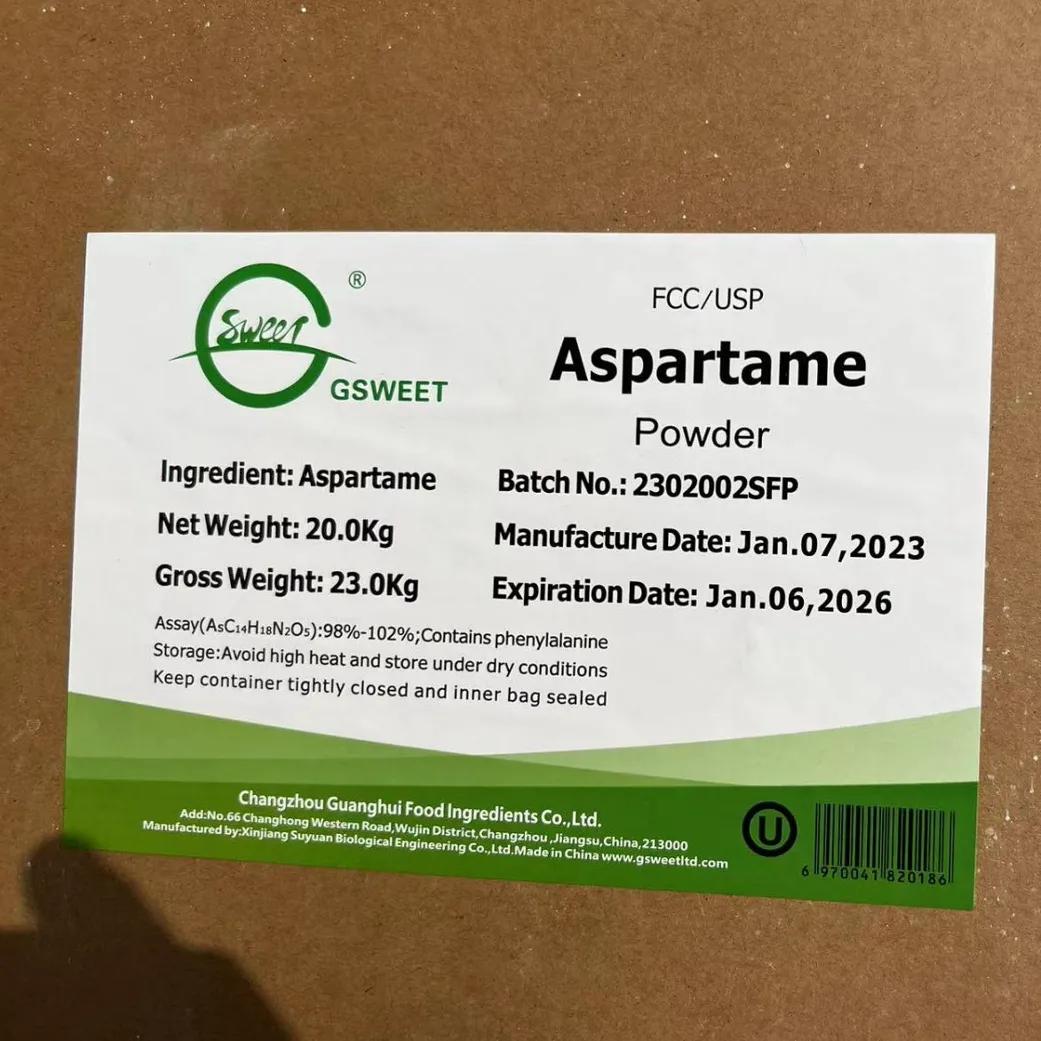 Sweet
®
GSWEET
FCC/USP
Aspartame
Powder
Ingredient: Aspartame
Net Weight: 20.0Kg
Gross Weight: 23.0Kg
Batch No.: 2302002SFP
Manufacture Date: Jan.07,2023
Expiration Date: Jan.06,2026
Assay(AsC₁₄H₁₈N₂O₅):98%-102%;Contains phenylalanine
Storage:Avoid high heat and store under dry conditions
Keep container tightly closed and inner bag sealed
Changzhou Guanghui Food Ingredients Co.,Ltd.
Add:No.66 Changhong Western Road,Wujin District,Changzhou ,Jiangsu,China,213000
Manufactured by:Xinjiang Suyuan Biological Engineering Co.,Ltd.Made in China www.gsweetltd.com
U
6 970041 820186